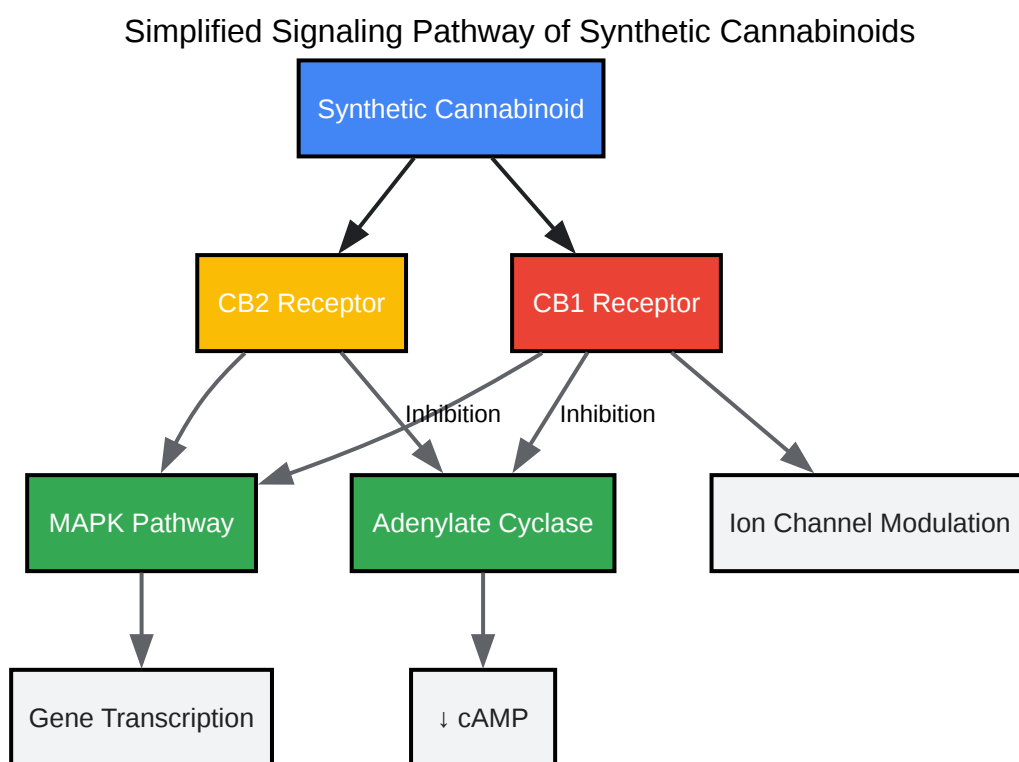 Simplified Signaling Pathway of Synthetic Cannabinoids
Synthetic Cannabinoid
CB2 Receptor
CB1 Receptor
Inhibition
Inhibition
MAPK Pathway
Adenylate Cyclase
Ion Channel Modulation
Gene Transcription
↓ cAMP